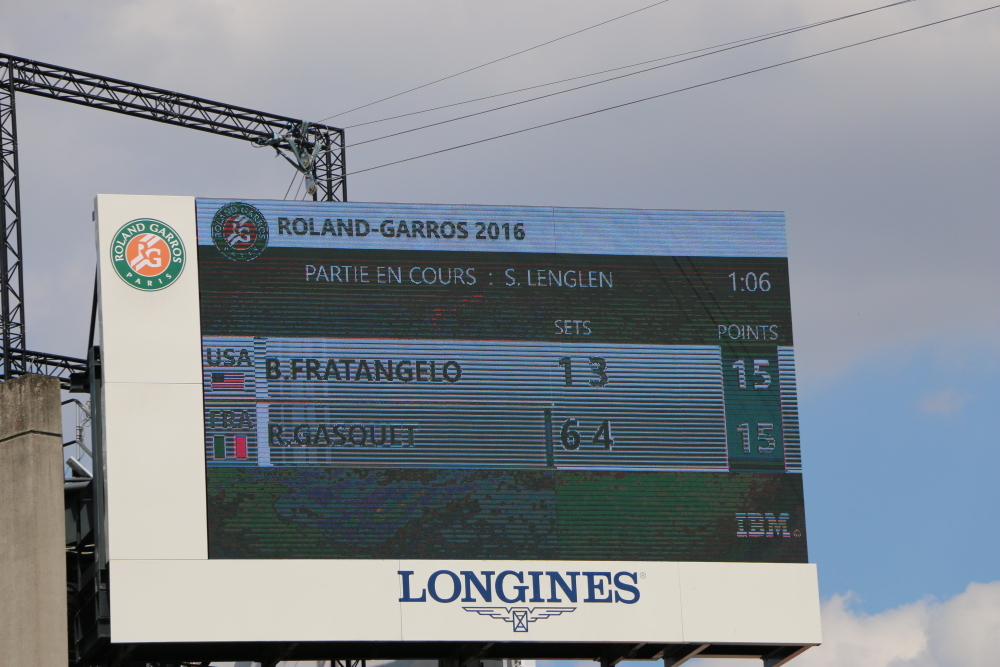 ROLAND GARROS
RG
PARIS
ROLAND-GARROS 2016
PARTIE EN COURS : S. LENGLEN 1:06
SETS POINTS
USA B.FRATANGELO 1 3 15
FRA R.GASQUET 6 4 15
IBM
LONGINES